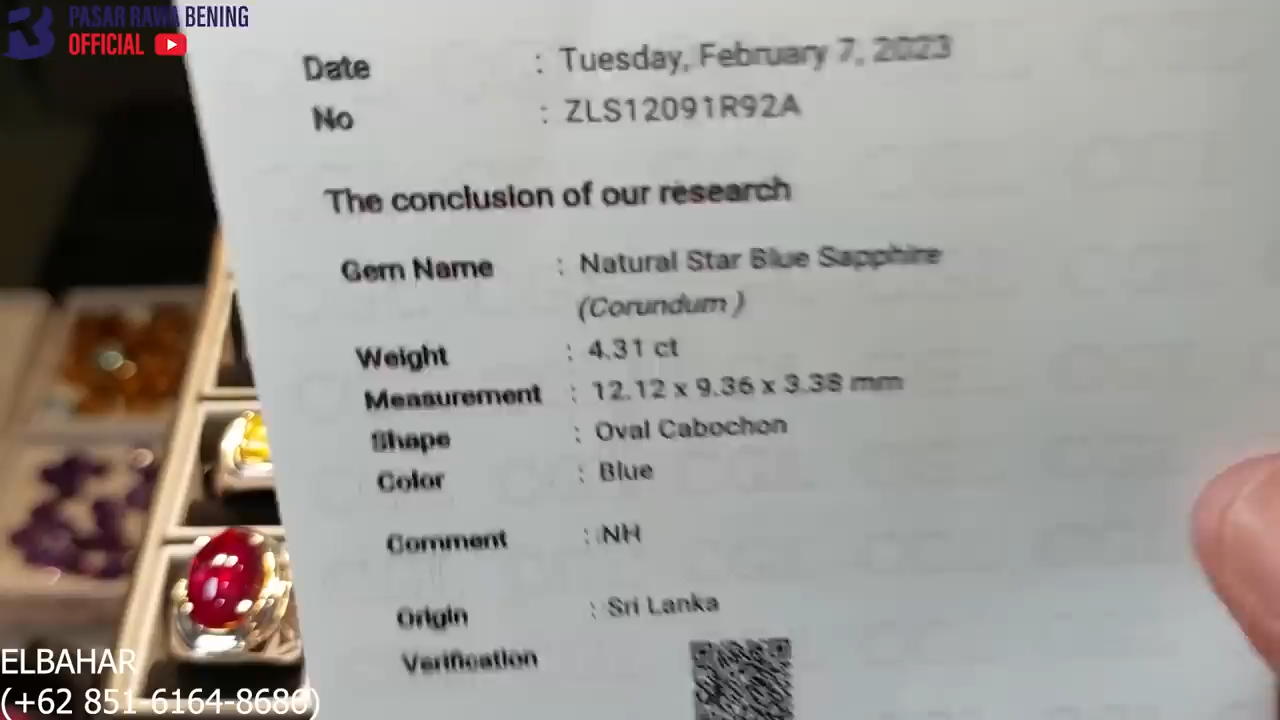 PASAR RAWA BENING
OFFICIAL
Date : Tuesday, February 7, 2023
No : ZLS12091R92A
The conclusion of our research
Gem Name : Natural Star Blue Sapphire
(Corundum )
Weight : 4.31 ct
Measurement : 12.12 x 9.36 x 3.38 mm
Shape : Oval Cabochon
Color : Blue
Comment : NH
Origin : Sri Lanka
Verification
ELBAHAR
(+62 851-6164-8680)